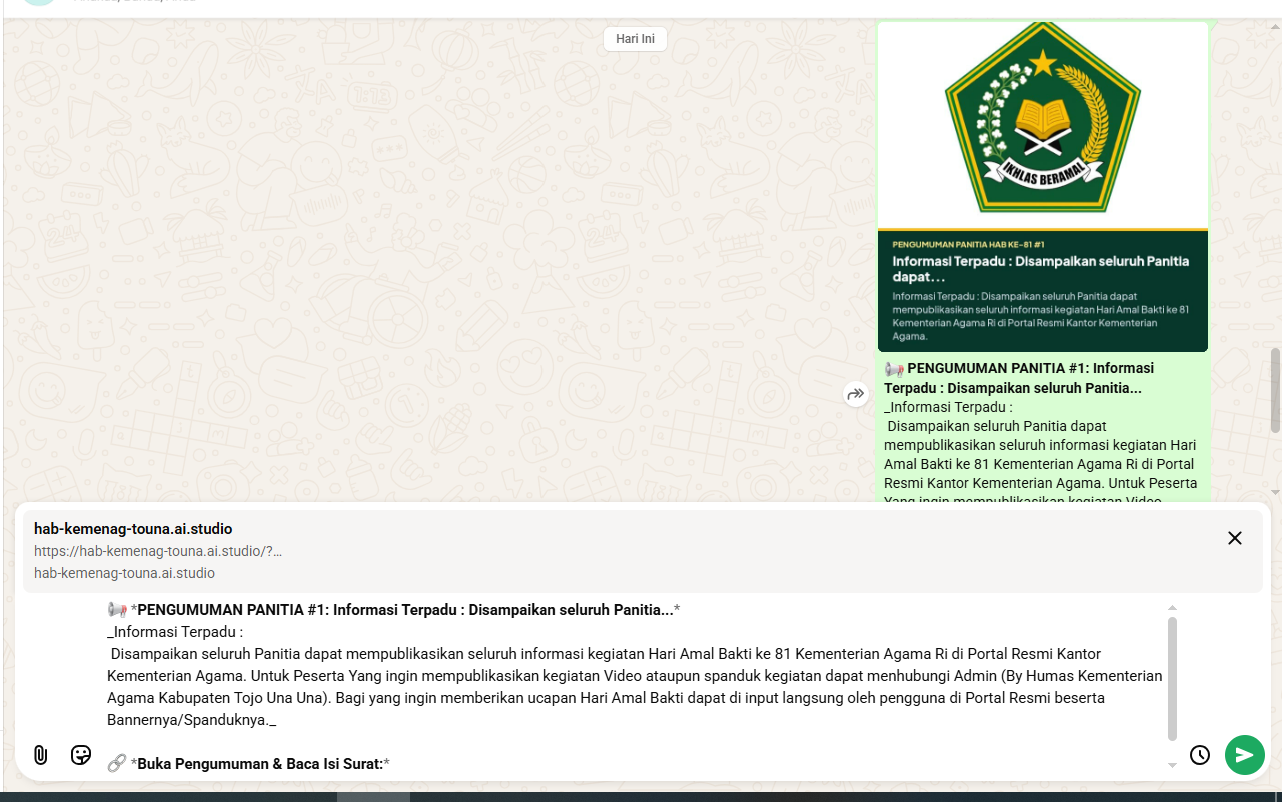 Hari Ini
IKHLAS BERAMAL
PENGUMUMAN PANITIA HAB KE-81 #1
Informasi Terpadu : Disampaikan seluruh Panitia
dapat...
Informasi Terpadu : Disampaikan seluruh Panitia dapat
mempublikasikan seluruh informasi kegiatan Hari Amal Bakti ke 81
Kementerian Agama Ri di Portal Resmi Kantor Kementerian
Agama.
PENGUMUMAN PANITIA #1: Informasi
Terpadu : Disampaikan seluruh Panitia...
_Informasi Terpadu :
Disampaikan seluruh Panitia dapat
mempublikasikan seluruh informasi kegiatan Hari
Amal Bakti ke 81 Kementerian Agama Ri di Portal
Resmi Kantor Kementerian Agama. Untuk Peserta
Yang ingin mempublikasikan kegiatan Video
hab-kemenag-touna.ai.studio
https://hab-kemenag-touna.ai.studio/?...
hab-kemenag-touna.ai.studio
*PENGUMUMAN PANITIA #1: Informasi Terpadu : Disampaikan seluruh Panitia...*
_Informasi Terpadu :
Disampaikan seluruh Panitia dapat mempublikasikan seluruh informasi kegiatan Hari Amal Bakti ke 81 Kementerian Agama Ri di Portal Resmi Kantor
Kementerian Agama. Untuk Peserta Yang ingin mempublikasikan kegiatan Video ataupun spanduk kegiatan dapat menhubungi Admin (By Humas Kementerian
Agama Kabupaten Tojo Una Una). Bagi yang ingin memberikan ucapan Hari Amal Bakti dapat di input langsung oleh pengguna di Portal Resmi beserta
Bannernya/Spanduknya._
*Buka Pengumuman & Baca Isi Surat:*